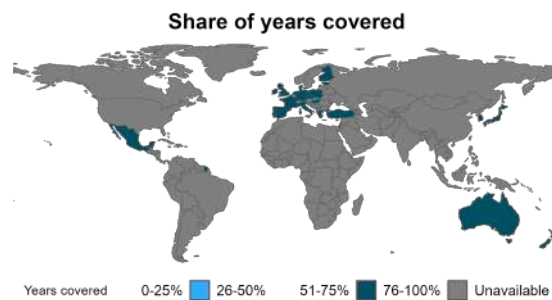 Share of years covered
Years covered 0-25% 26-50% 51-75% 76-100% Unavailable